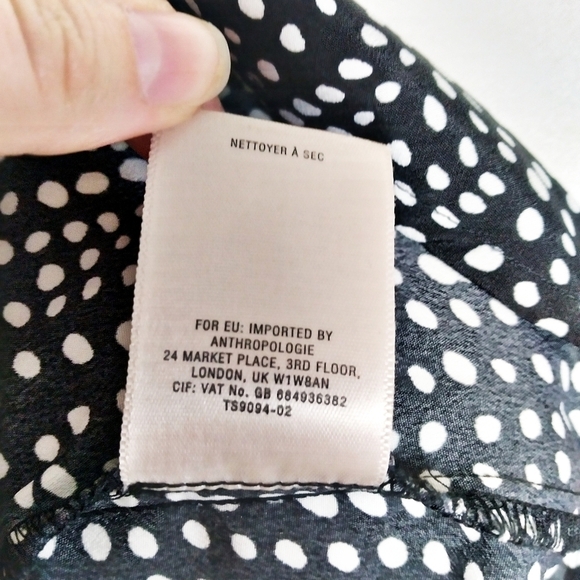 NETTOYER À SEC
FOR EU: IMPORTED BY
ANTHROPOLOGIE
24 MARKET PLACE, 3RD FLOOR,
LONDON, UK W1W8AN
CIF: VAT No. GB 684936382
TS9094-02